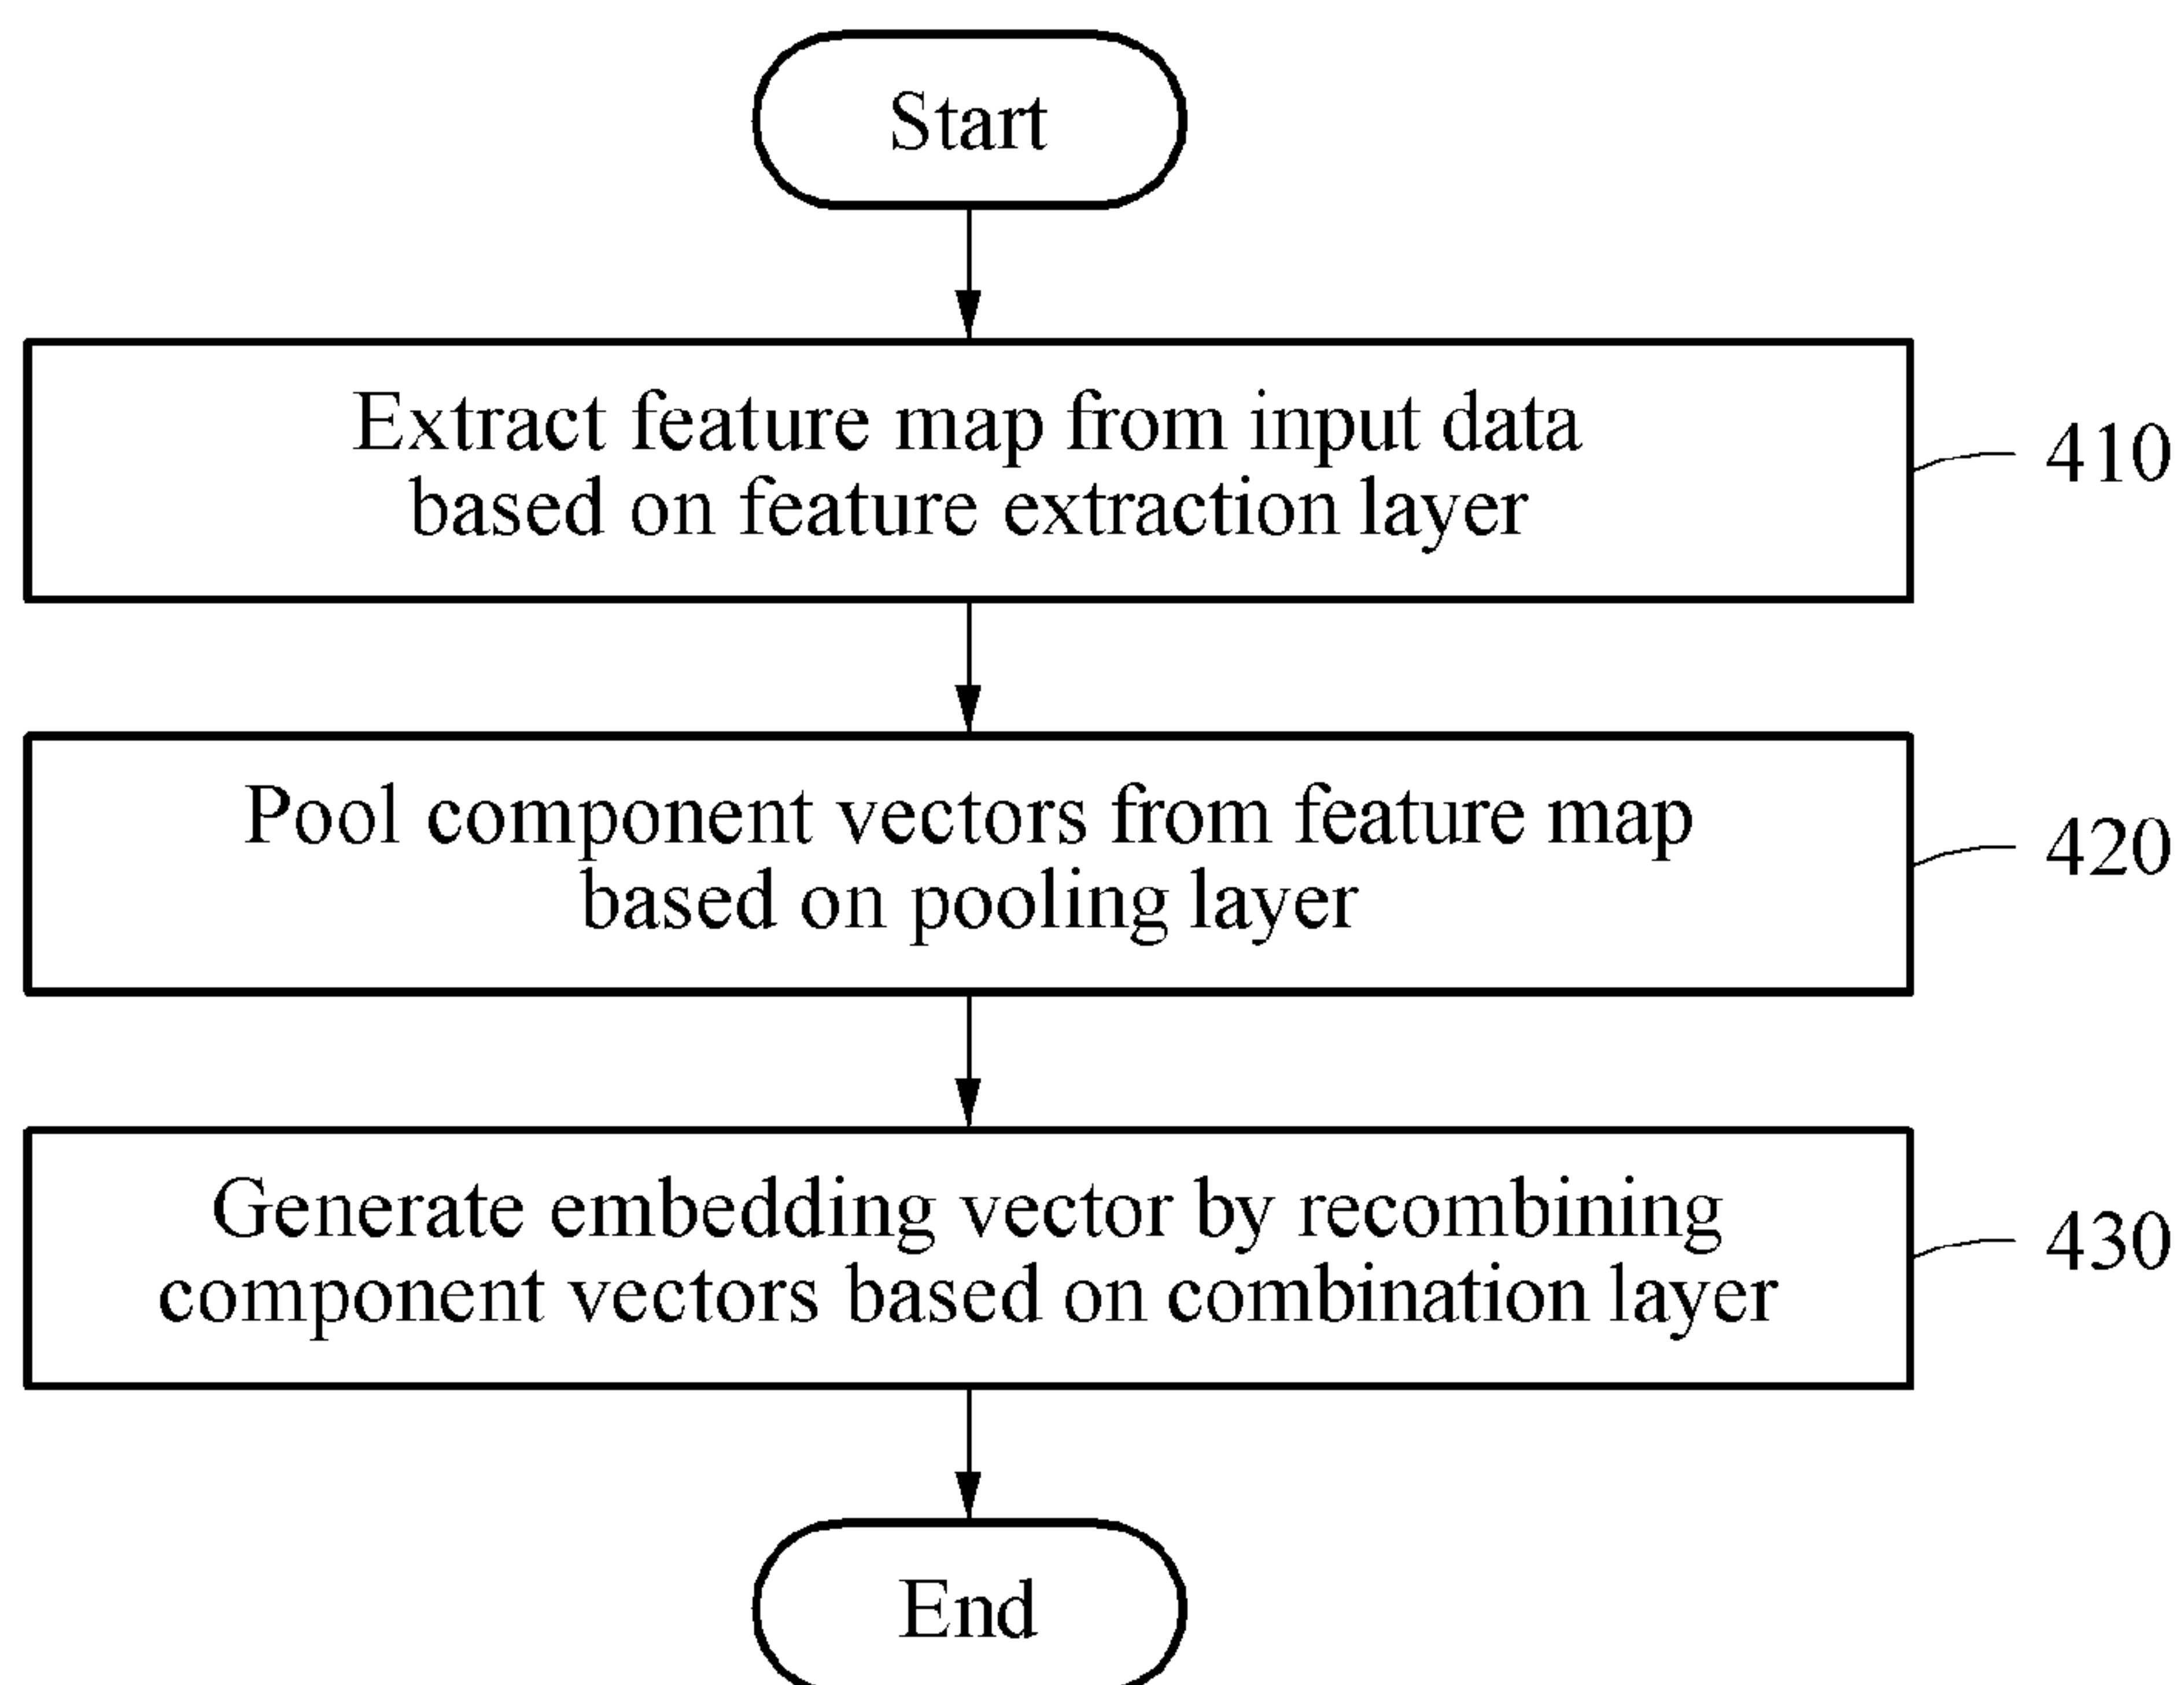 Start
Extract feature map from input data
based on feature extraction layer
410
Pool component vectors from feature map
based on pooling layer
420
Generate embedding vector by recombining
component vectors based on combination layer
430
End